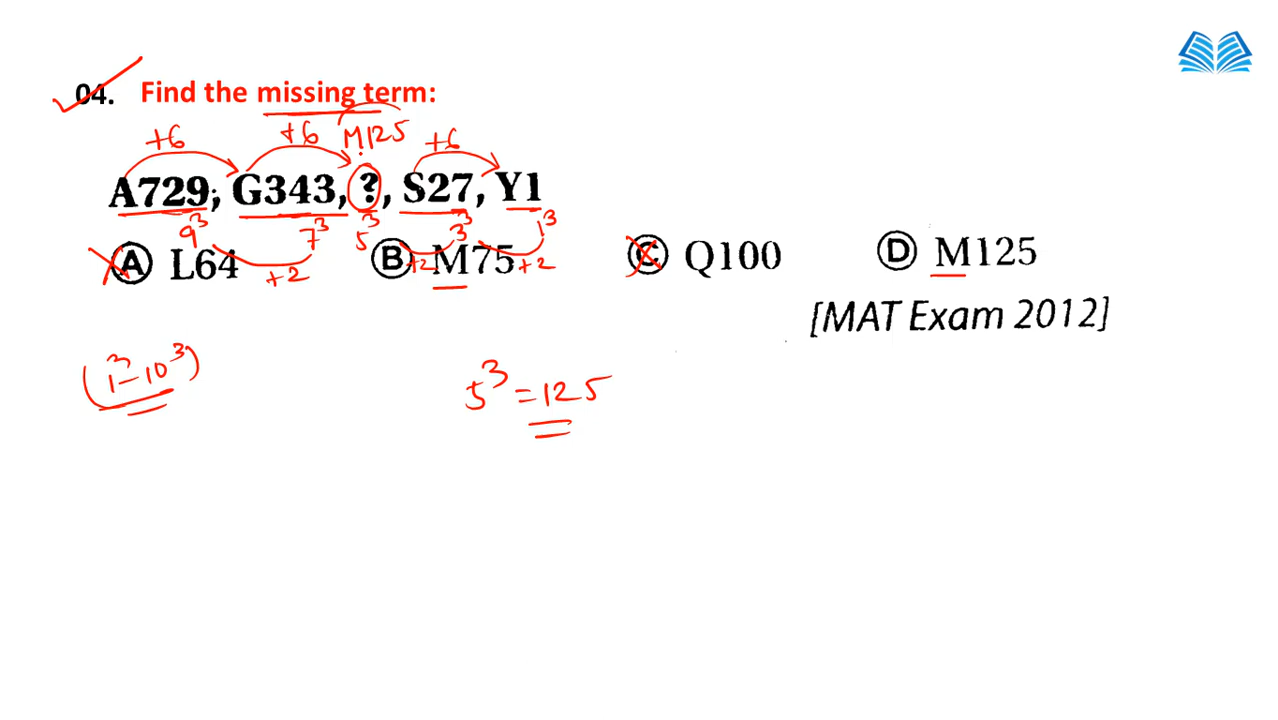 04. Find the missing term:
+6 +6 M125 +6
A729, G343, ?, S27, Y1
9³ 7³ 5³ 3³ 1³
Ⓐ L64 Ⓑ M75 Ⓒ Q100 Ⓓ M125
+2 +2 +2
[MAT Exam 2012]
(1³–10³)
5³ = 125